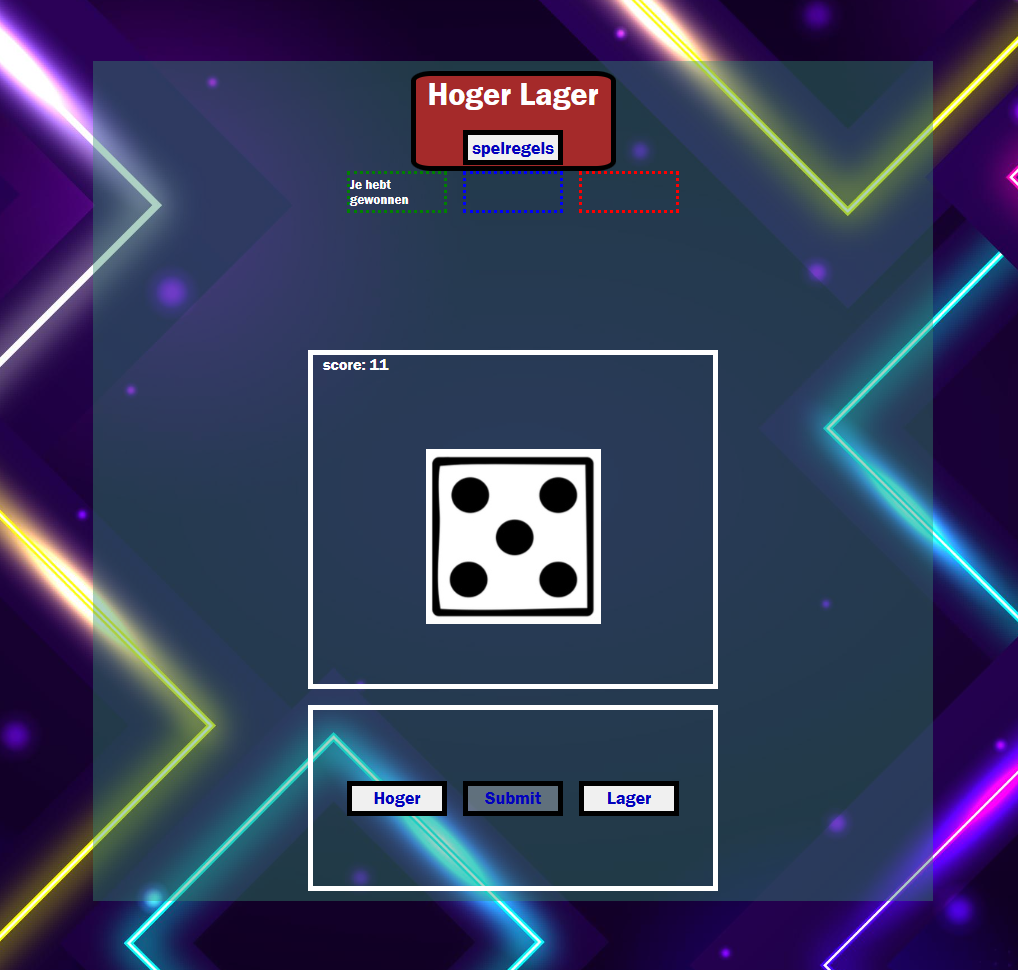 Hoger Lager
spelregels
Je hebt
gewonnen
score: 11
Hoger
Submit
Lager